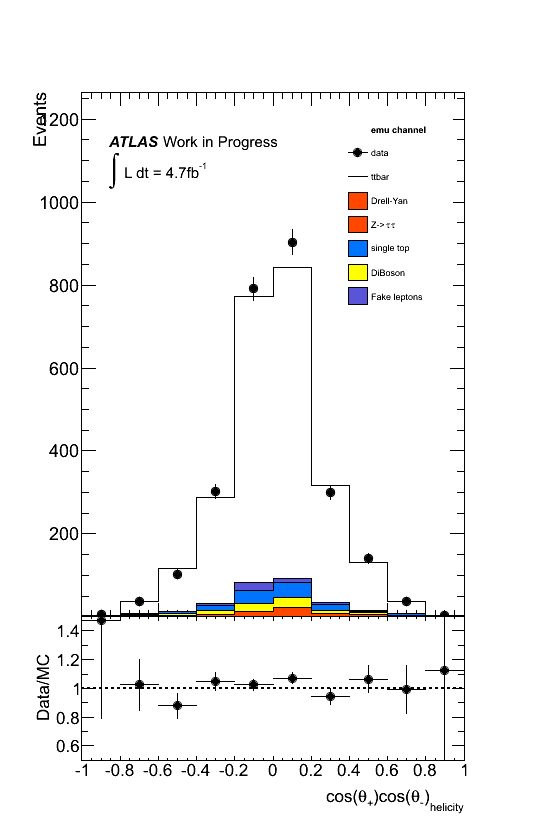 Events
1200
1000
800
600
400
200
ATLAS Work in Progress
∫ L dt = 4.7fb⁻¹
emu channel
data
ttbar
Drell-Yan
Z->ττ
single top
DiBoson
Fake leptons
Data/MC
1.4
1.2
1
0.8
0.6
-1 -0.8 -0.6 -0.4 -0.2 0 0.2 0.4 0.6 0.8 1
cos(θ₊)cos(θ₋)helicity